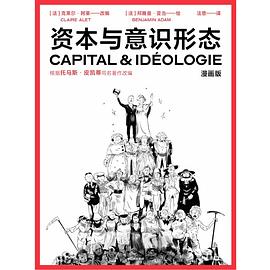 [法] 克莱尔·阿莱——改编
CLAIRE ALET
[法] 邦雅曼·亚当——绘
BENJAMIN ADAM
法意——译
资本与意识形态
CAPITAL & IDÉOLOGIE
根据托马斯·皮凯蒂同名著作改编
漫画版